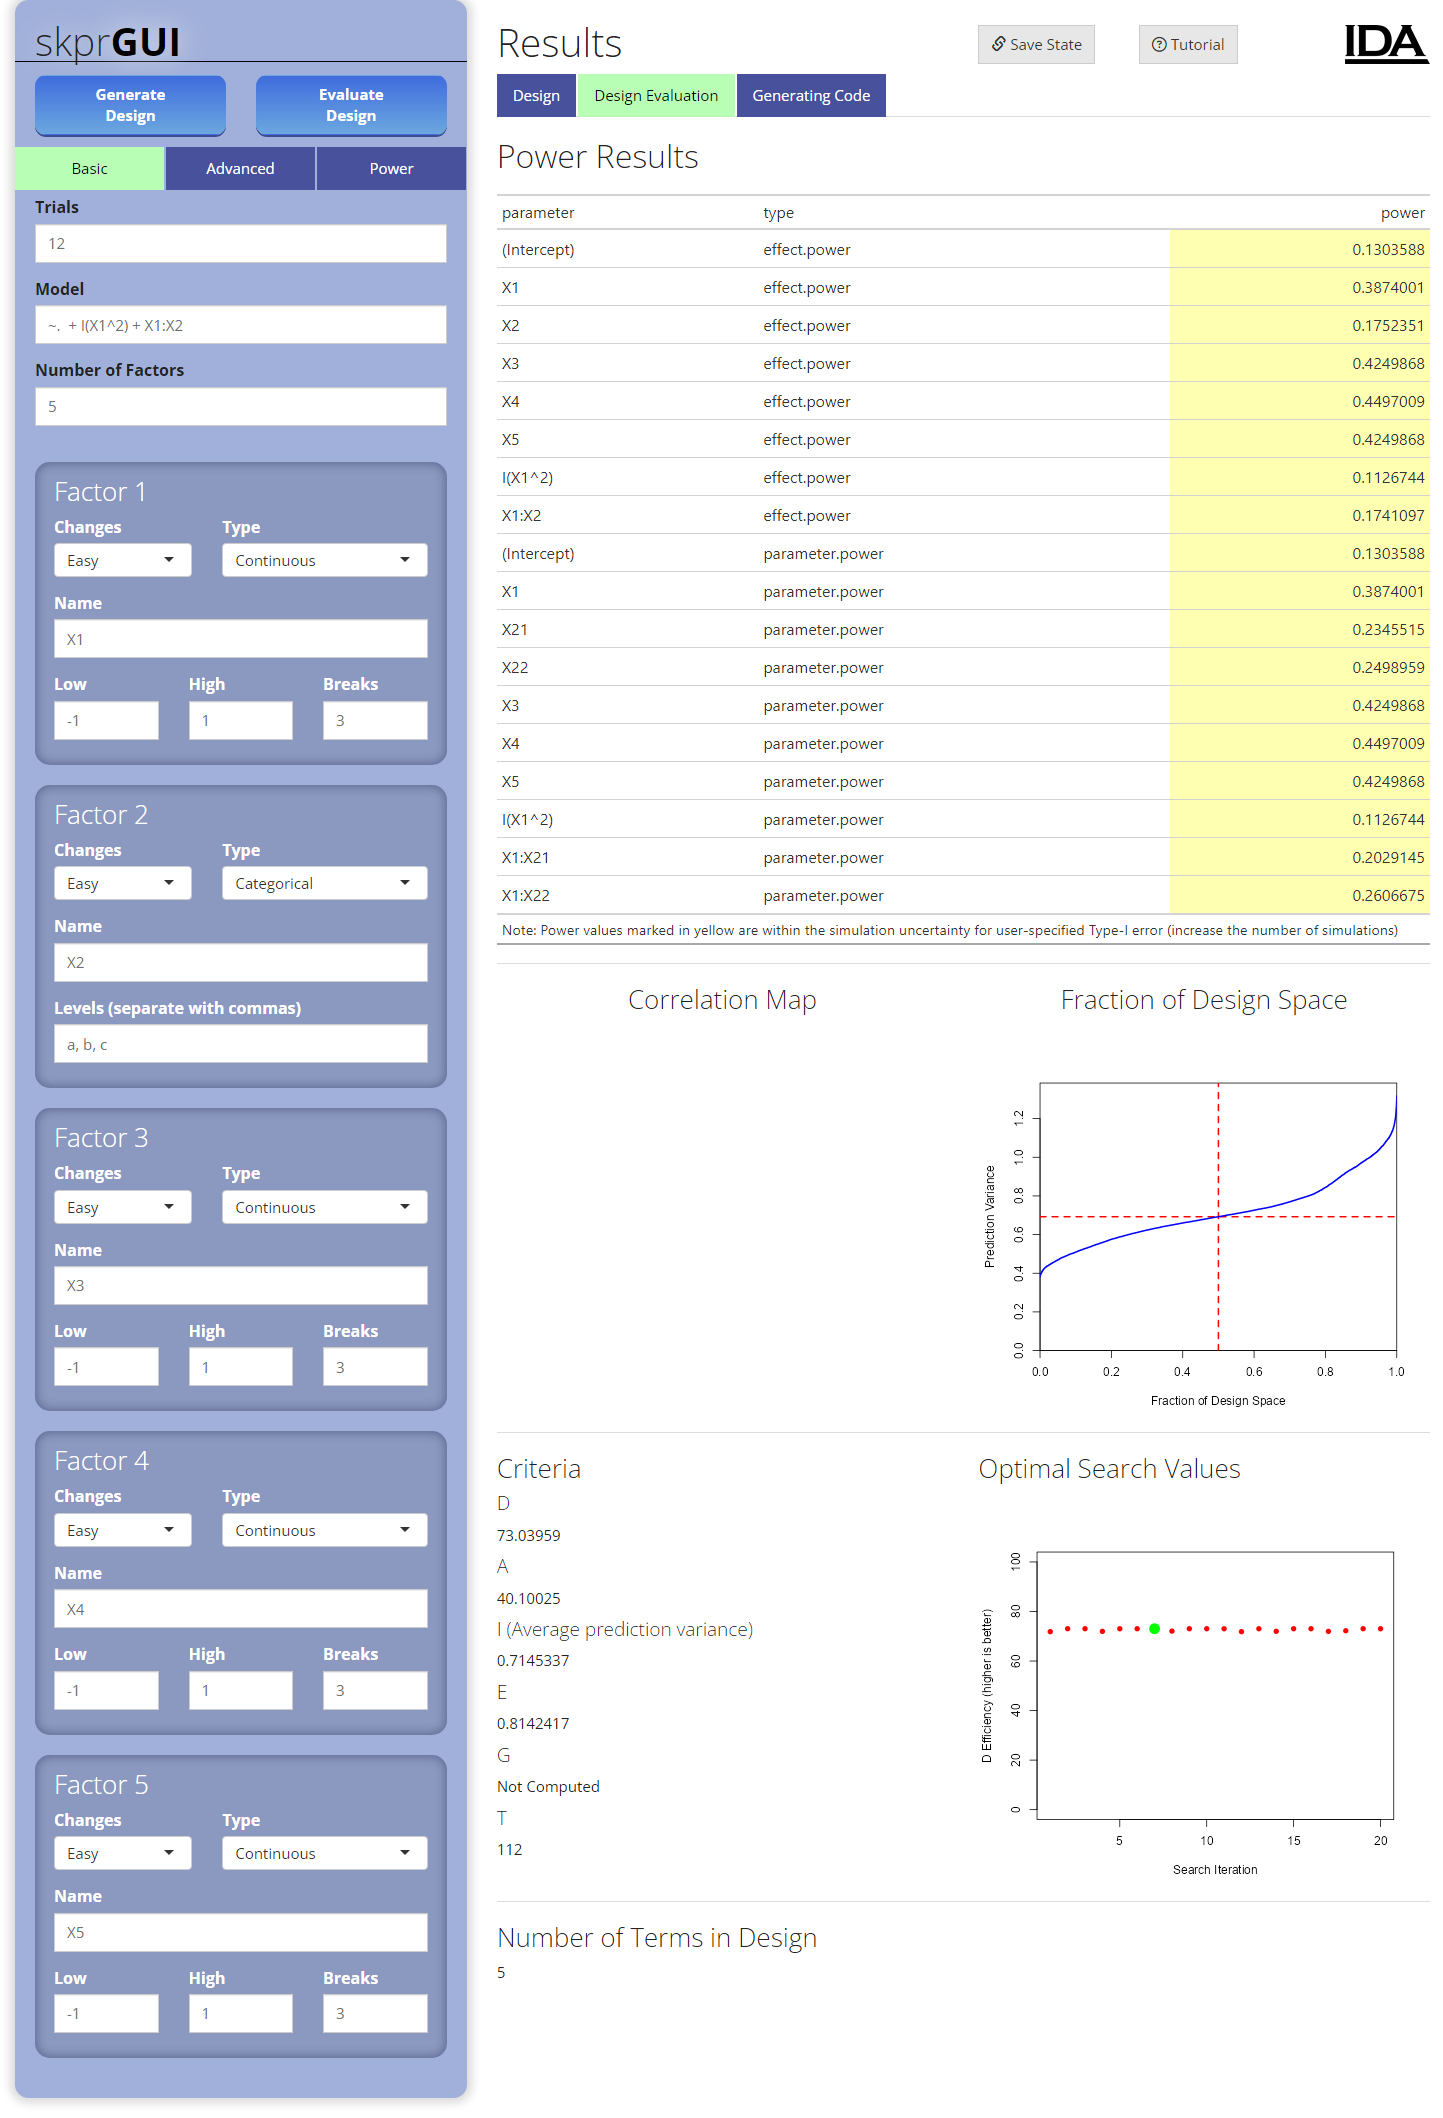 skprGUI
Generate
Design
Evaluate
Design
Basic
Advanced
Power
Trials
12
Model
~. + I(X1^2) + X1:X2
Number of Factors
5
Factor 1
Changes Type
Easy Continuous
Name
X1
Low High Breaks
-1 1 3
Factor 2
Changes Type
Easy Categorical
Name
X2
Levels (separate with commas)
a, b, c
Factor 3
Changes Type
Easy Continuous
Name
X3
Low High Breaks
-1 1 3
Factor 4
Changes Type
Easy Continuous
Name
X4
Low High Breaks
-1 1 3
Factor 5
Changes Type
Easy Continuous
Name
X5
Low High Breaks
-1 1 3
Results
Save State
Tutorial
IDA
Design
Design Evaluation
Generating Code
Power Results
parameter type power
(Intercept) effect.power 0.1303588
X1 effect.power 0.3874001
X2 effect.power 0.1752351
X3 effect.power 0.4249868
X4 effect.power 0.4497009
X5 effect.power 0.4249868
I(X1^2) effect.power 0.1126744
X1:X2 effect.power 0.1741097
(Intercept) parameter.power 0.1303588
X1 parameter.power 0.3874001
X21 parameter.power 0.2345515
X22 parameter.power 0.2498959
X3 parameter.power 0.4249868
X4 parameter.power 0.4497009
X5 parameter.power 0.4249868
I(X1^2) parameter.power 0.1126744
X1:X21 parameter.power 0.2029145
X1:X22 parameter.power 0.2606675
Note: Power values marked in yellow are within the simulation uncertainty for user-specified Type-I error (increase the number of simulations)
Correlation Map
Fraction of Design Space
Prediction Variance
1.2
1.0
0.8
0.6
0.4
0.2
0.0
0.0 0.2 0.4 0.6 0.8 1.0
Fraction of Design Space
Criteria
D
73.03959
A
40.10025
I (Average prediction variance)
0.7145337
E
0.8142417
G
Not Computed
T
112
Optimal Search Values
D Efficiency (higher is better)
100
80
60
40
20
0
5 10 15 20
Search Iteration
Number of Terms in Design
5